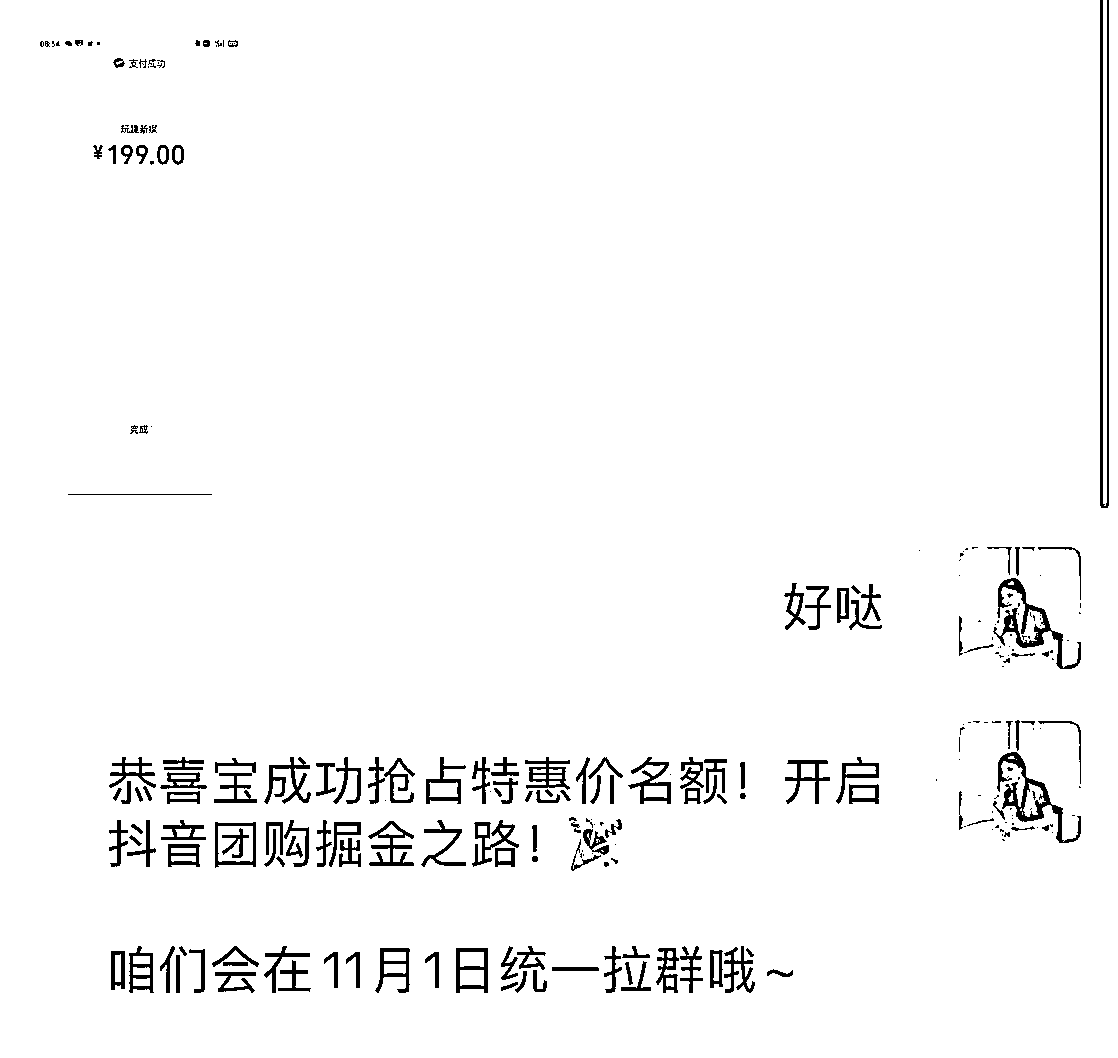 08:54
支付成功
玩趣新媒
¥199.00
完成
好哒
恭喜宝成功抢占特惠价名额！开启
抖音团购掘金之路！🎉
咱们会在11月1日统一拉群哦~